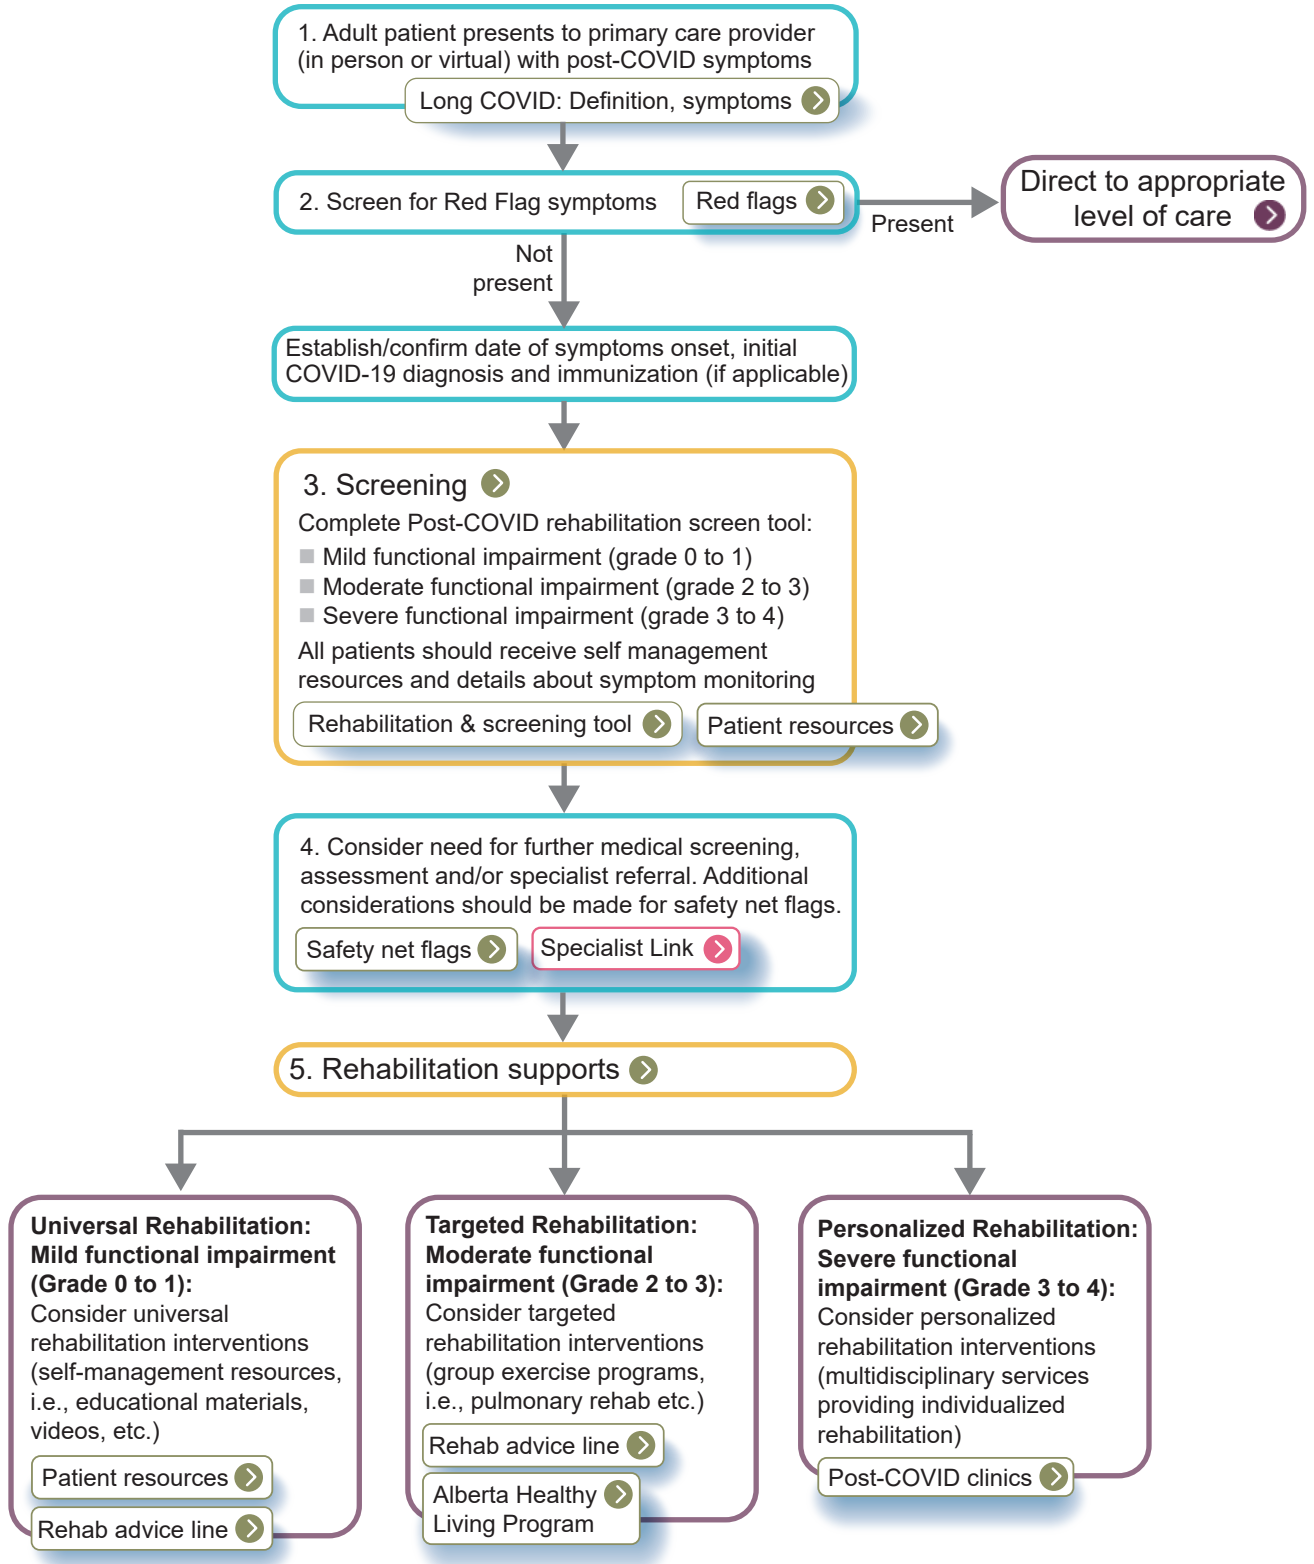 1. Adult patient presents to primary care provider
(in person or virtual) with post-COVID symptoms
Long COVID: Definition, symptoms
2. Screen for Red Flag symptoms
Red flags
Present
Direct to appropriate
level of care
Not
present
Establish/confirm date of symptoms onset, initial
COVID-19 diagnosis and immunization (if applicable)
3. Screening
Complete Post-COVID rehabilitation screen tool:
Mild functional impairment (grade 0 to 1)
Moderate functional impairment (grade 2 to 3)
Severe functional impairment (grade 3 to 4)
All patients should receive self management
resources and details about symptom monitoring
Rehabilitation & screening tool
Patient resources
4. Consider need for further medical screening,
assessment and/or specialist referral. Additional
considerations should be made for safety net flags.
Safety net flags
Specialist Link
5. Rehabilitation supports
Universal Rehabilitation:
Mild functional impairment
(Grade 0 to 1):
Consider universal
rehabilitation interventions
(self-management resources,
i.e., educational materials,
videos, etc.)
Patient resources
Rehab advice line
Targeted Rehabilitation:
Moderate functional
impairment (Grade 2 to 3):
Consider targeted
rehabilitation interventions
(group exercise programs,
i.e., pulmonary rehab etc.)
Rehab advice line
Alberta Healthy
Living Program
Personalized Rehabilitation:
Severe functional
impairment (Grade 3 to 4):
Consider personalized
rehabilitation interventions
(multidisciplinary services
providing individualized
rehabilitation)
Post-COVID clinics